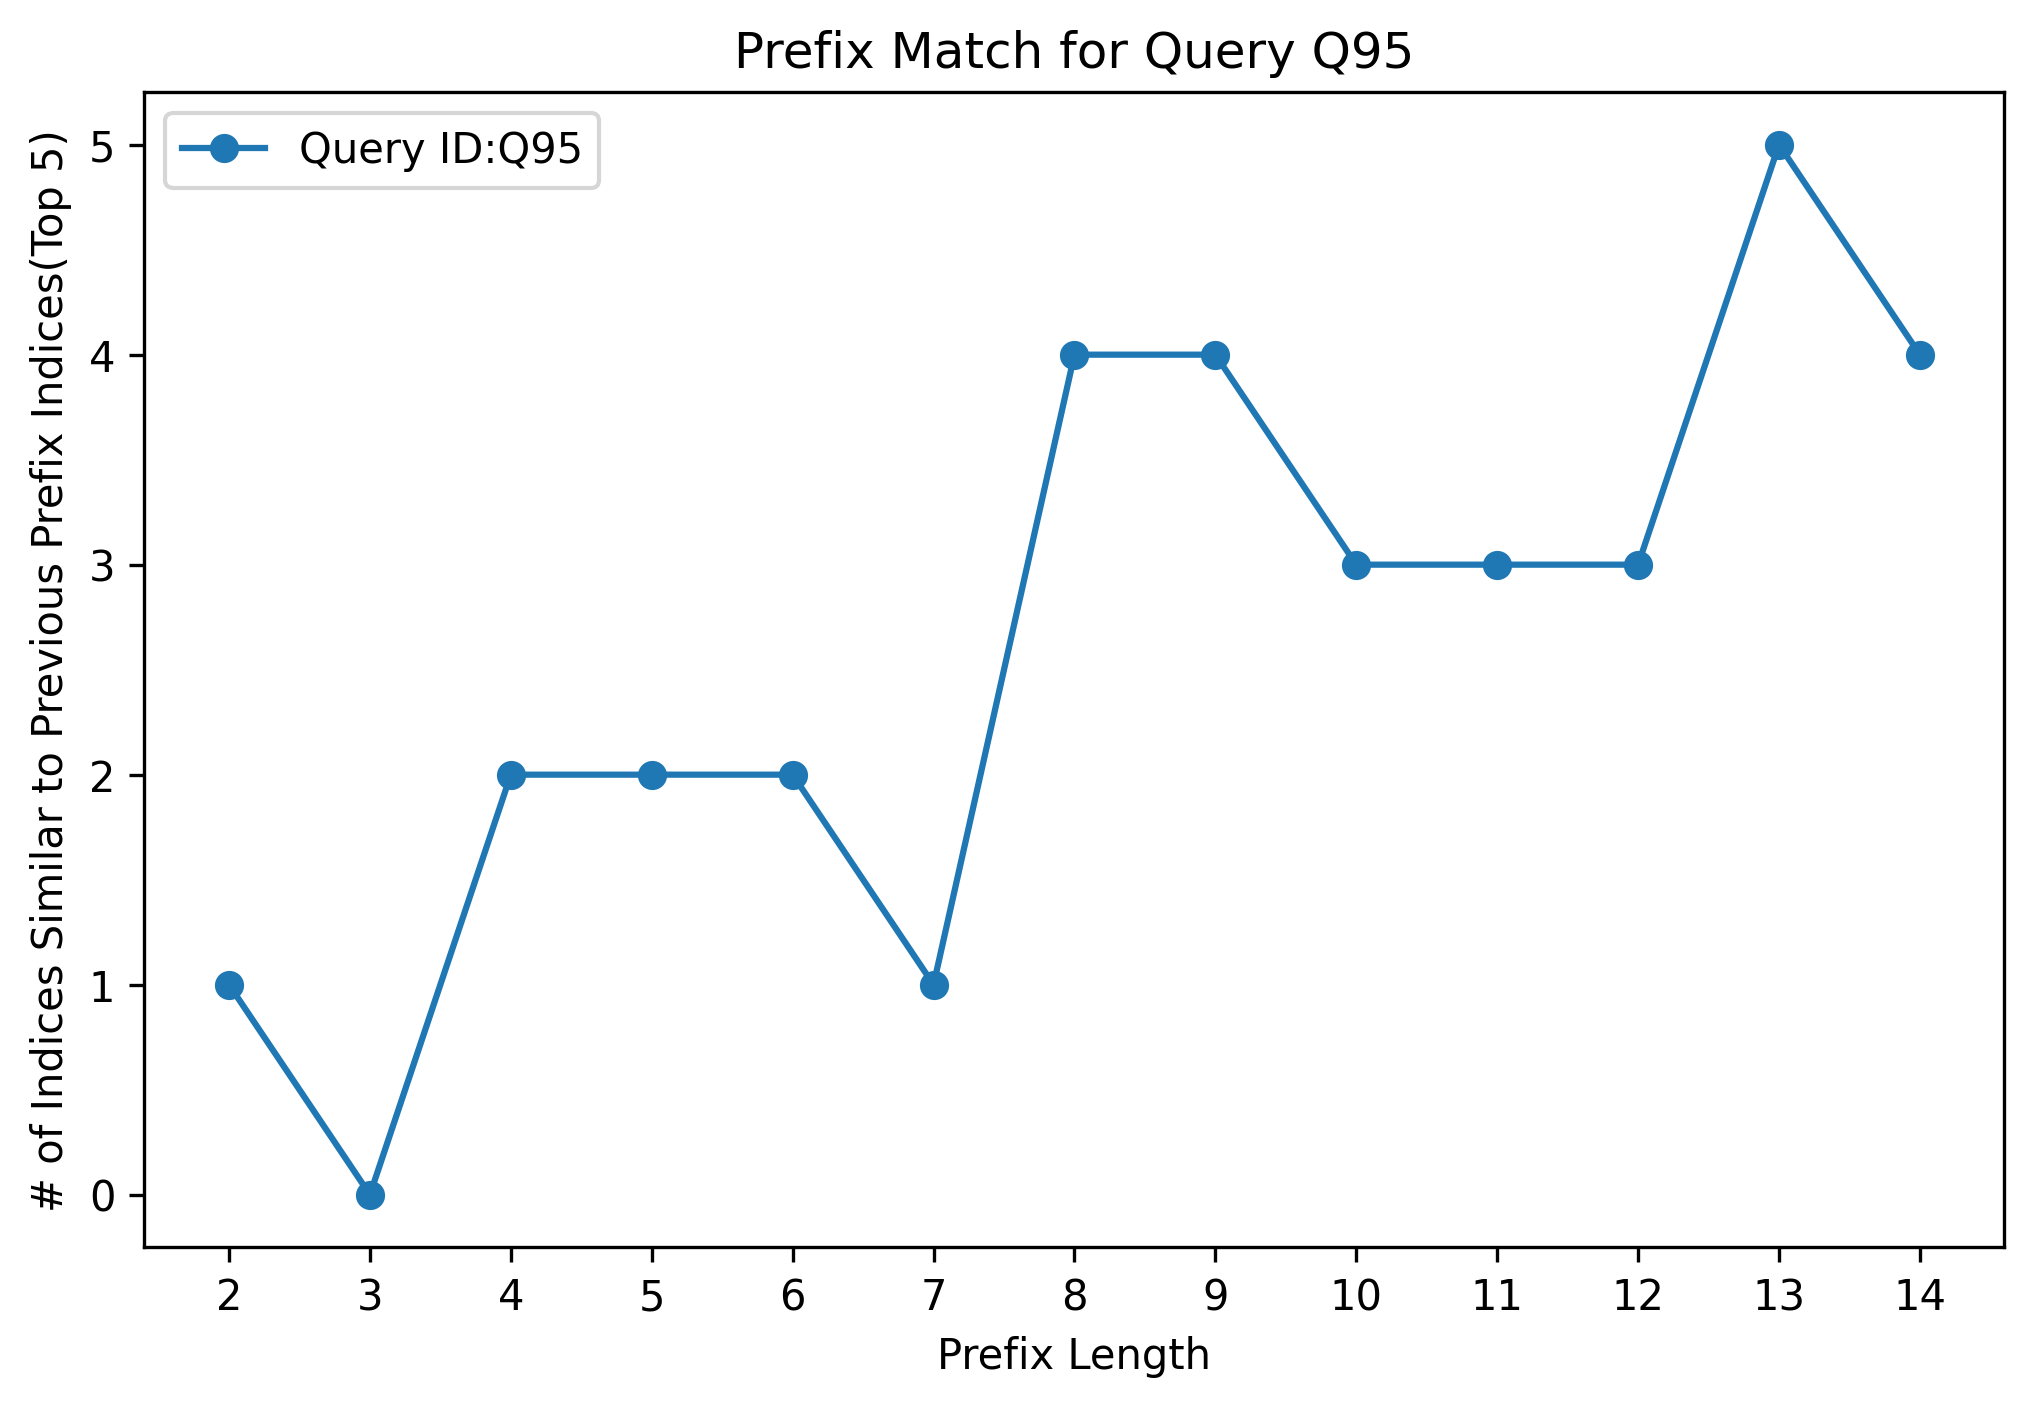 Prefix Match for Query Q95
Query ID:Q95
# of Indices Similar to Previous Prefix Indices(Top 5)
5
4
3
2
1
0
2 3 4 5 6 7 8 9 10 11 12 13 14
Prefix Length